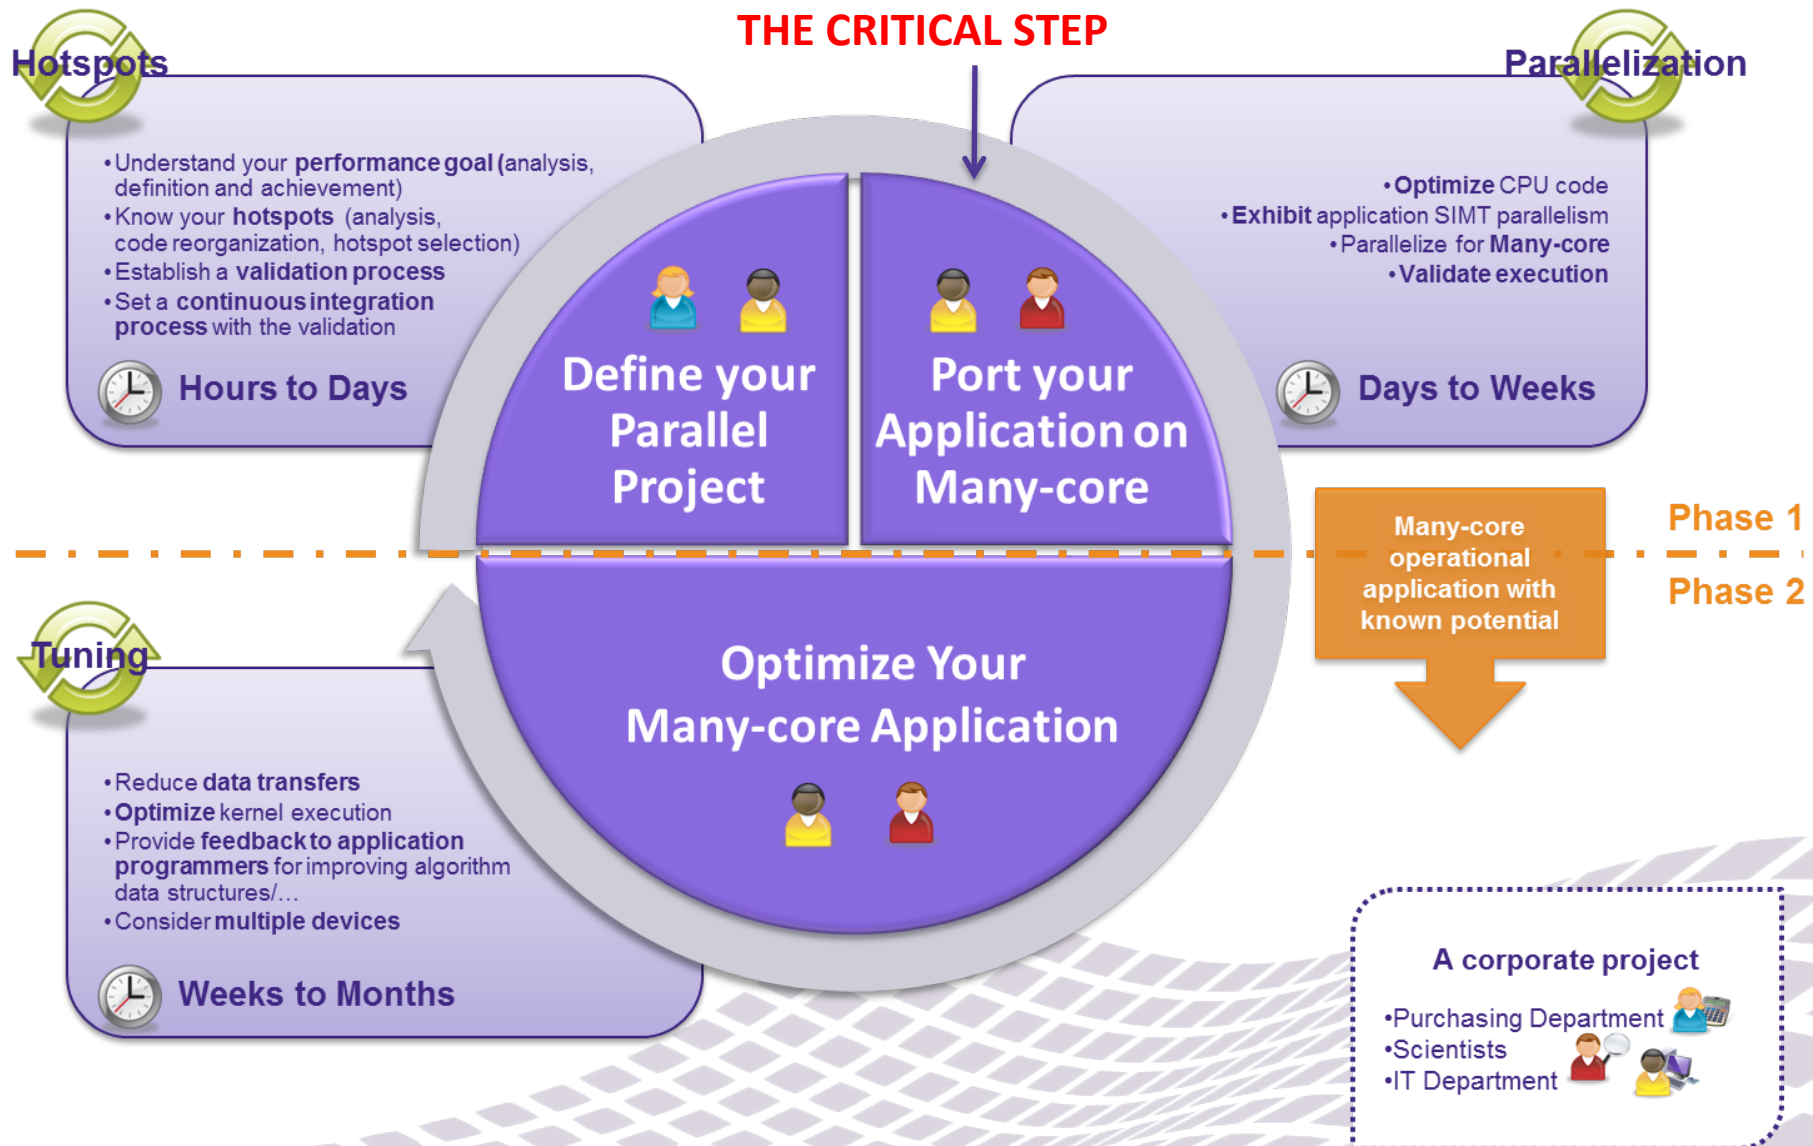 THE CRITICAL STEP
Hotspots
•Understand your performance goal (analysis,
definition and achievement)
•Know your hotspots (analysis,
code reorganization, hotspot selection)
•Establish a validation process
•Set a continuous integration
process with the validation
Hours to Days
Parallelization
•Optimize CPU code
•Exhibit application SIMT parallelism
•Parallelize for Many-core
•Validate execution
Days to Weeks
Define your
Parallel
Project
Port your
Application on
Many-core
Many-core
operational
application with
known potential
Phase 1
Phase 2
Optimize Your
Many-core Application
Tuning
•Reduce data transfers
•Optimize kernel execution
•Provide feedback to application
programmers for improving algorithm
data structures/…
•Consider multiple devices
Weeks to Months
A corporate project
•Purchasing Department
•Scientists
•IT Department